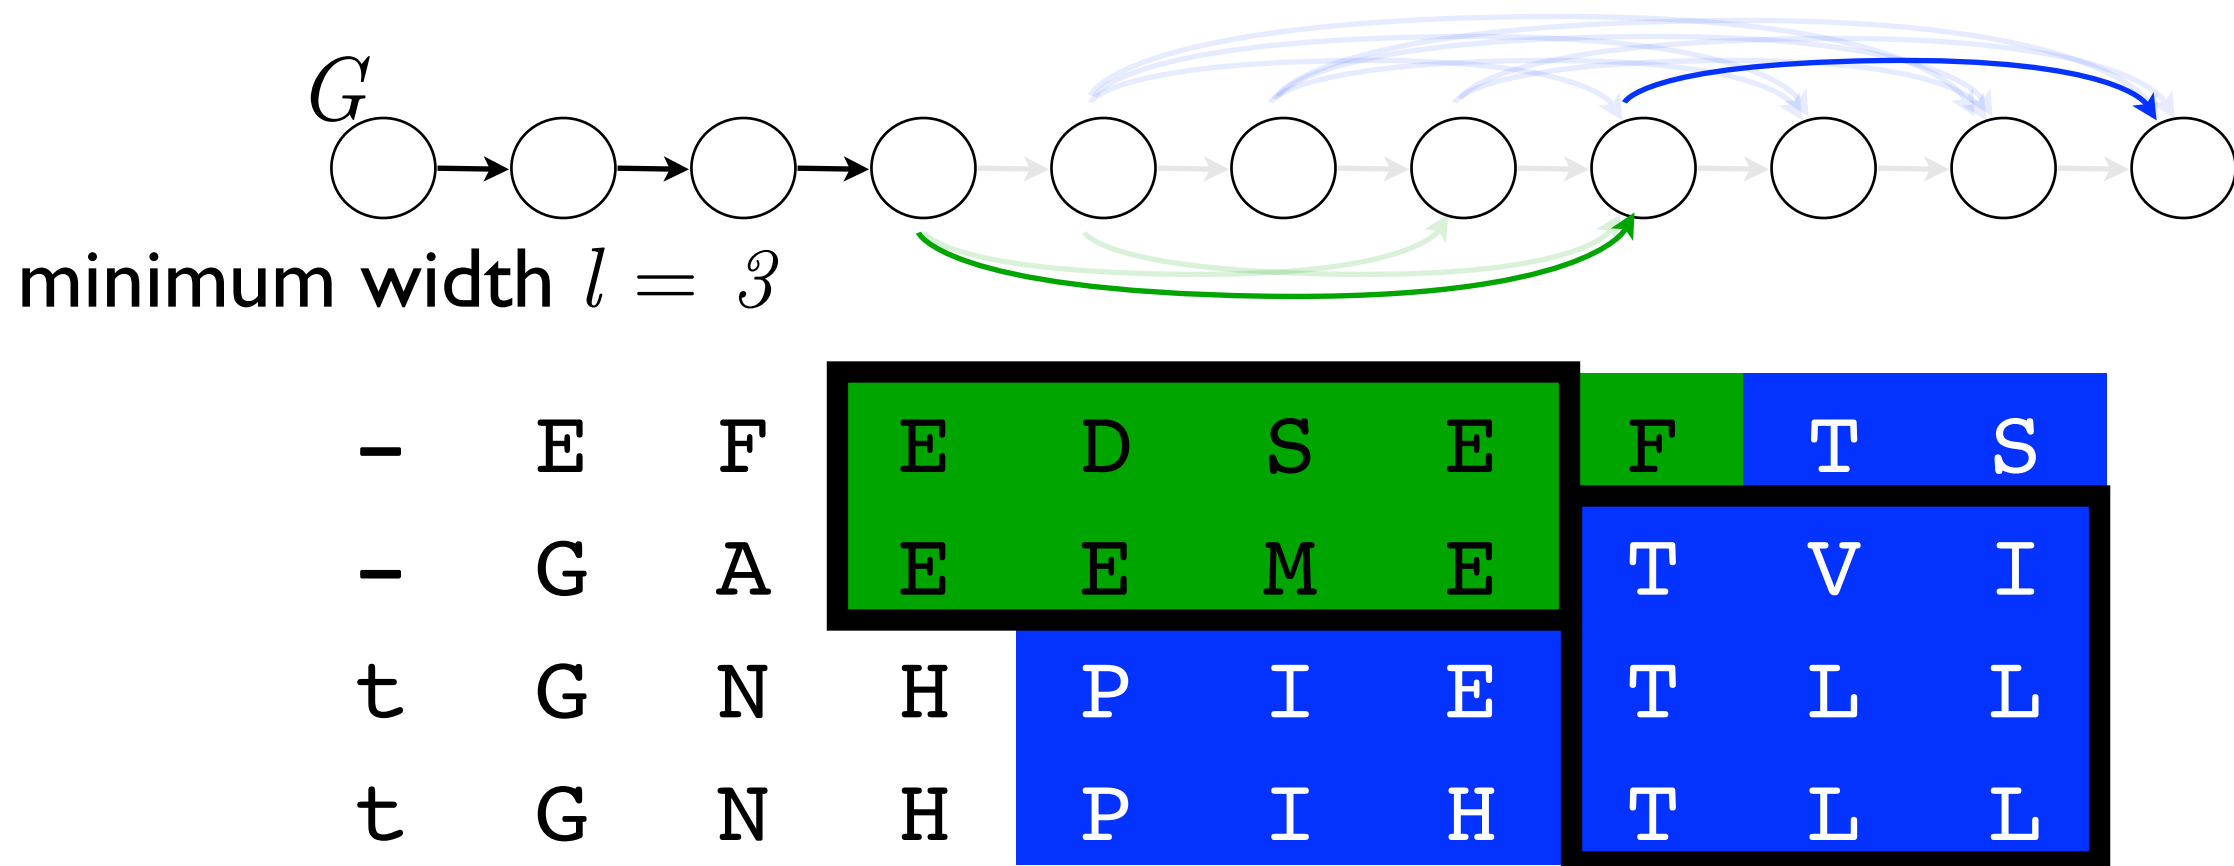 G
minimum width l = 3
- E F E D S E F T S
- G A E E M E T V I
t G N H P I E T L L
t G N H P I H T L L